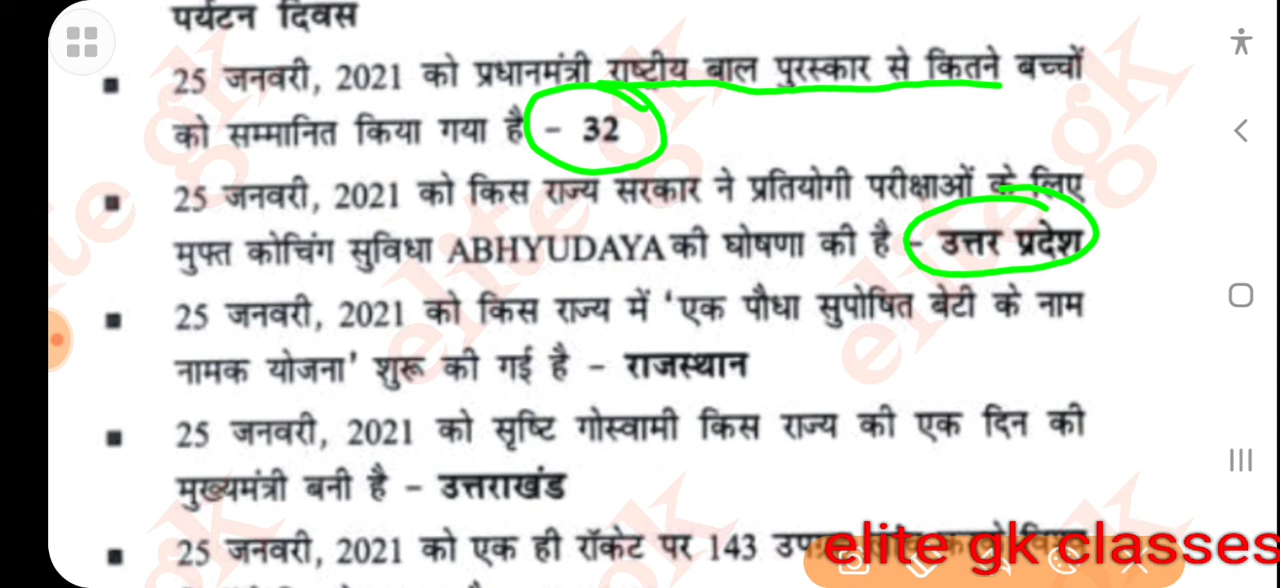 पर्यटन दिवस
25 जनवरी, 2021 को प्रधानमंत्री राष्ट्रीय बाल पुरस्कार से कितने बच्चों
को सम्मानित किया गया है - 32
25 जनवरी, 2021 को किस राज्य सरकार ने प्रतियोगी परीक्षाओं के लिए
मुफ्त कोचिंग सुविधा ABHYUDAYA की घोषणा की है - उत्तर प्रदेश
25 जनवरी, 2021 को किस राज्य में 'एक पौधा सुपोषित बेटी के नाम
नामक योजना' शुरू की गई है - राजस्थान
25 जनवरी, 2021 को सृष्टि गोस्वामी किस राज्य की एक दिन की
मुख्यमंत्री बनी है - उत्तराखंड
25 जनवरी, 2021 को एक ही रॉकेट पर 143
elite gk classes